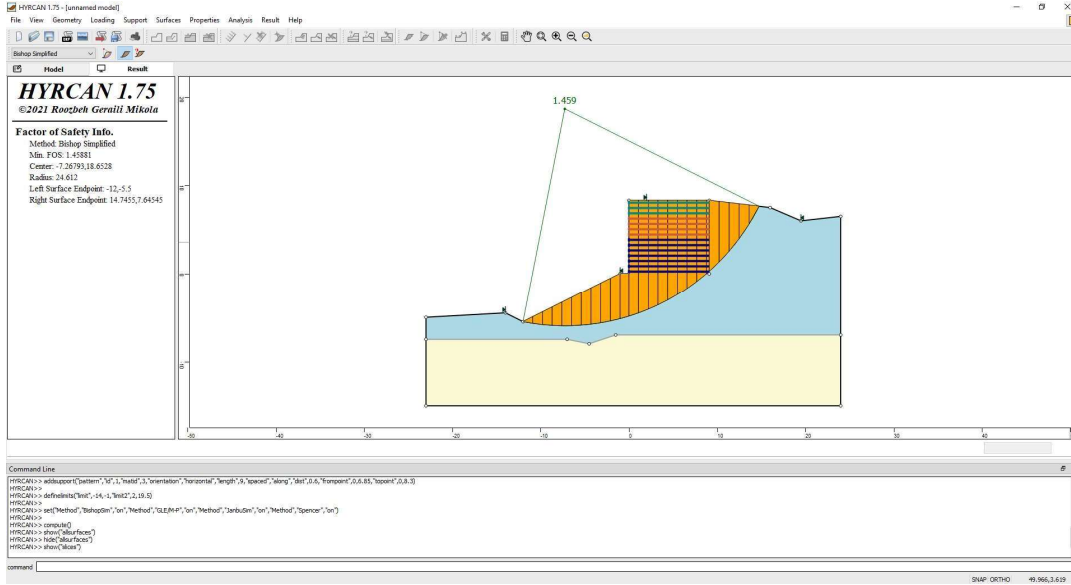 HYRCAN 1.75 - [unnamed model]
File View Geometry Loading Support Surfaces Properties Analysis Result Help
Bishop Simplified
Model Result
HYRCAN 1.75
©2021 Roozbeh Geraili Mikola
Factor of Safety Info.
Method: Bishop Simplified
Min. FOS: 1.45881
Center: -7.26793,18.6528
Radius: 24.612
Left Surface Endpoint: -12,-5.5
Right Surface Endpoint: 14.7455,7.64545
1.459
-40 -30 -20 -10 0 10 20 30 40
Command Line
HYRCAN>> addsupport("pattern","id",1,"matid",3,"orientation","horizontal","length",9,"spaced","along","dist",0.6,"frompoint",0,6.85,"topoint",0,8.3)
HYRCAN>>
HYRCAN>> definelimits("limit",-14,-1,"limit2",2,19.5)
HYRCAN>>
HYRCAN>> set("Method","BishopSim","on","Method","GLE/M-P","on","Method","JanbuSim","on","Method","Spencer","on")
HYRCAN>>
HYRCAN>> compute()
HYRCAN>> show("allsurfaces")
HYRCAN>> hide("allsurfaces")
HYRCAN>> show("slices")
command
SNAP ORTHO 49.966,3.619